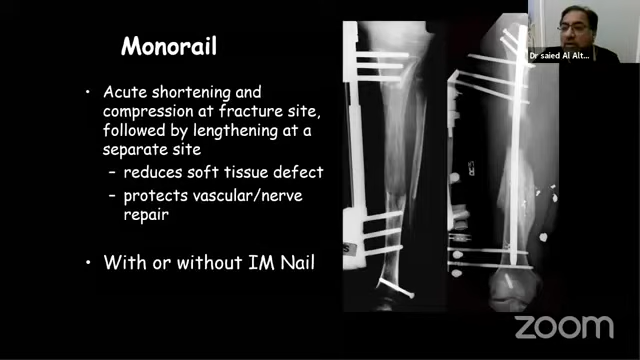 Monorail
• Acute shortening and
compression at fracture site,
followed by lengthening at a
separate site
– reduces soft tissue defect
– protects vascular/nerve
repair
• With or without IM Nail
Dr saied Al Alt...
zoom